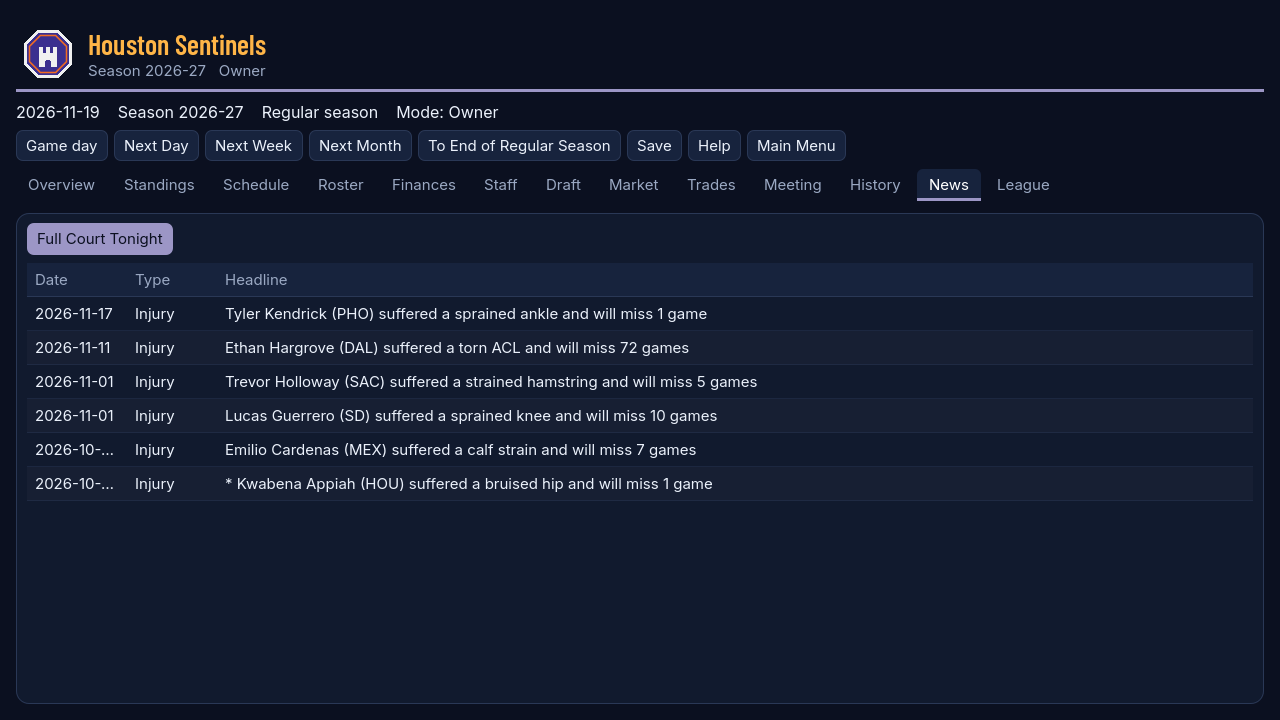 Houston Sentinels
Season 2026-27 Owner
2026-11-19 Season 2026-27 Regular season Mode: Owner
Game day Next Day Next Week Next Month To End of Regular Season Save Help Main Menu
Overview Standings Schedule Roster Finances Staff Draft Market Trades Meeting History News League
Full Court Tonight
Date Type Headline
2026-11-17 Injury Tyler Kendrick (PHO) suffered a sprained ankle and will miss 1 game
2026-11-11 Injury Ethan Hargrove (DAL) suffered a torn ACL and will miss 72 games
2026-11-01 Injury Trevor Holloway (SAC) suffered a strained hamstring and will miss 5 games
2026-11-01 Injury Lucas Guerrero (SD) suffered a sprained knee and will miss 10 games
2026-10-... Injury Emilio Cardenas (MEX) suffered a calf strain and will miss 7 games
2026-10-... Injury * Kwabena Appiah (HOU) suffered a bruised hip and will miss 1 game